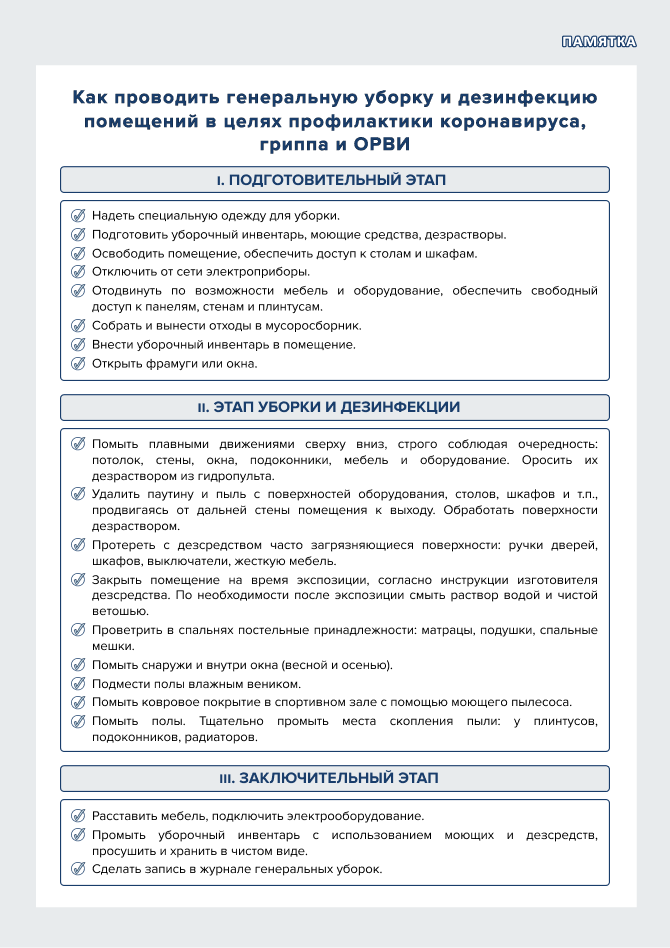 ПАМЯТКА
Как проводить генеральную уборку и дезинфекцию
помещений в целях профилактики коронавируса,
гриппа и ОРВИ
I. ПОДГОТОВИТЕЛЬНЫЙ ЭТАП
Надеть специальную одежду для уборки.
Подготовить уборочный инвентарь, моющие средства, дезрастворы.
Освободить помещение, обеспечить доступ к столам и шкафам.
Отключить от сети электроприборы.
Отодвинуть по возможности мебель и оборудование, обеспечить свободный
доступ к панелям, стенам и плинтусам.
Собрать и вынести отходы в мусоросборник.
Внести уборочный инвентарь в помещение.
Открыть фрамуги или окна.
II. ЭТАП УБОРКИ И ДЕЗИНФЕКЦИИ
Помыть плавными движениями сверху вниз, строго соблюдая очередность:
потолок, стены, окна, подоконники, мебель и оборудование. Оросить их
дезраствором из гидропульта.
Удалить паутину и пыль с поверхностей оборудования, столов, шкафов и т.п.,
продвигаясь от дальней стены помещения к выходу. Обработать поверхности
дезраствором.
Протереть с дезсредством часто загрязняющиеся поверхности: ручки дверей,
шкафов, выключатели, жесткую мебель.
Закрыть помещение на время экспозиции, согласно инструкции изготовителя
дезсредства. По необходимости после экспозиции смыть раствор водой и чистой
ветошью.
Проветрить в спальнях постельные принадлежности: матрацы, подушки, спальные
мешки.
Помыть снаружи и внутри окна (весной и осенью).
Подмести полы влажным веником.
Помыть ковровое покрытие в спортивном зале с помощью моющего пылесоса.
Помыть полы. Тщательно промыть места скопления пыли: у плинтусов,
подоконников, радиаторов.
III. ЗАКЛЮЧИТЕЛЬНЫЙ ЭТАП
Расставить мебель, подключить электрооборудование.
Промыть уборочный инвентарь с использованием моющих и дезсредств,
просушить и хранить в чистом виде.
Сделать запись в журнале генеральных уборок.